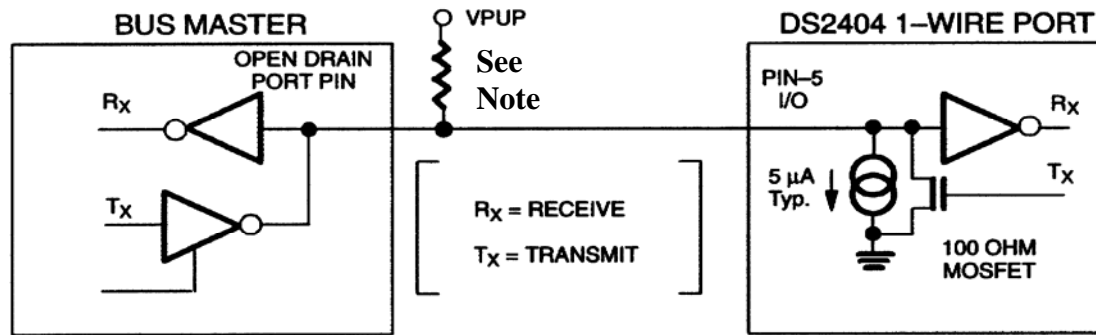 BUS MASTER
VPUP
DS2404 1–WIRE PORT
OPEN DRAIN
PORT PIN
See
Note
PIN–5
I/O
RX
RX
TX
5 μA
Typ.
TX
RX = RECEIVE
TX = TRANSMIT
100 OHM
MOSFET